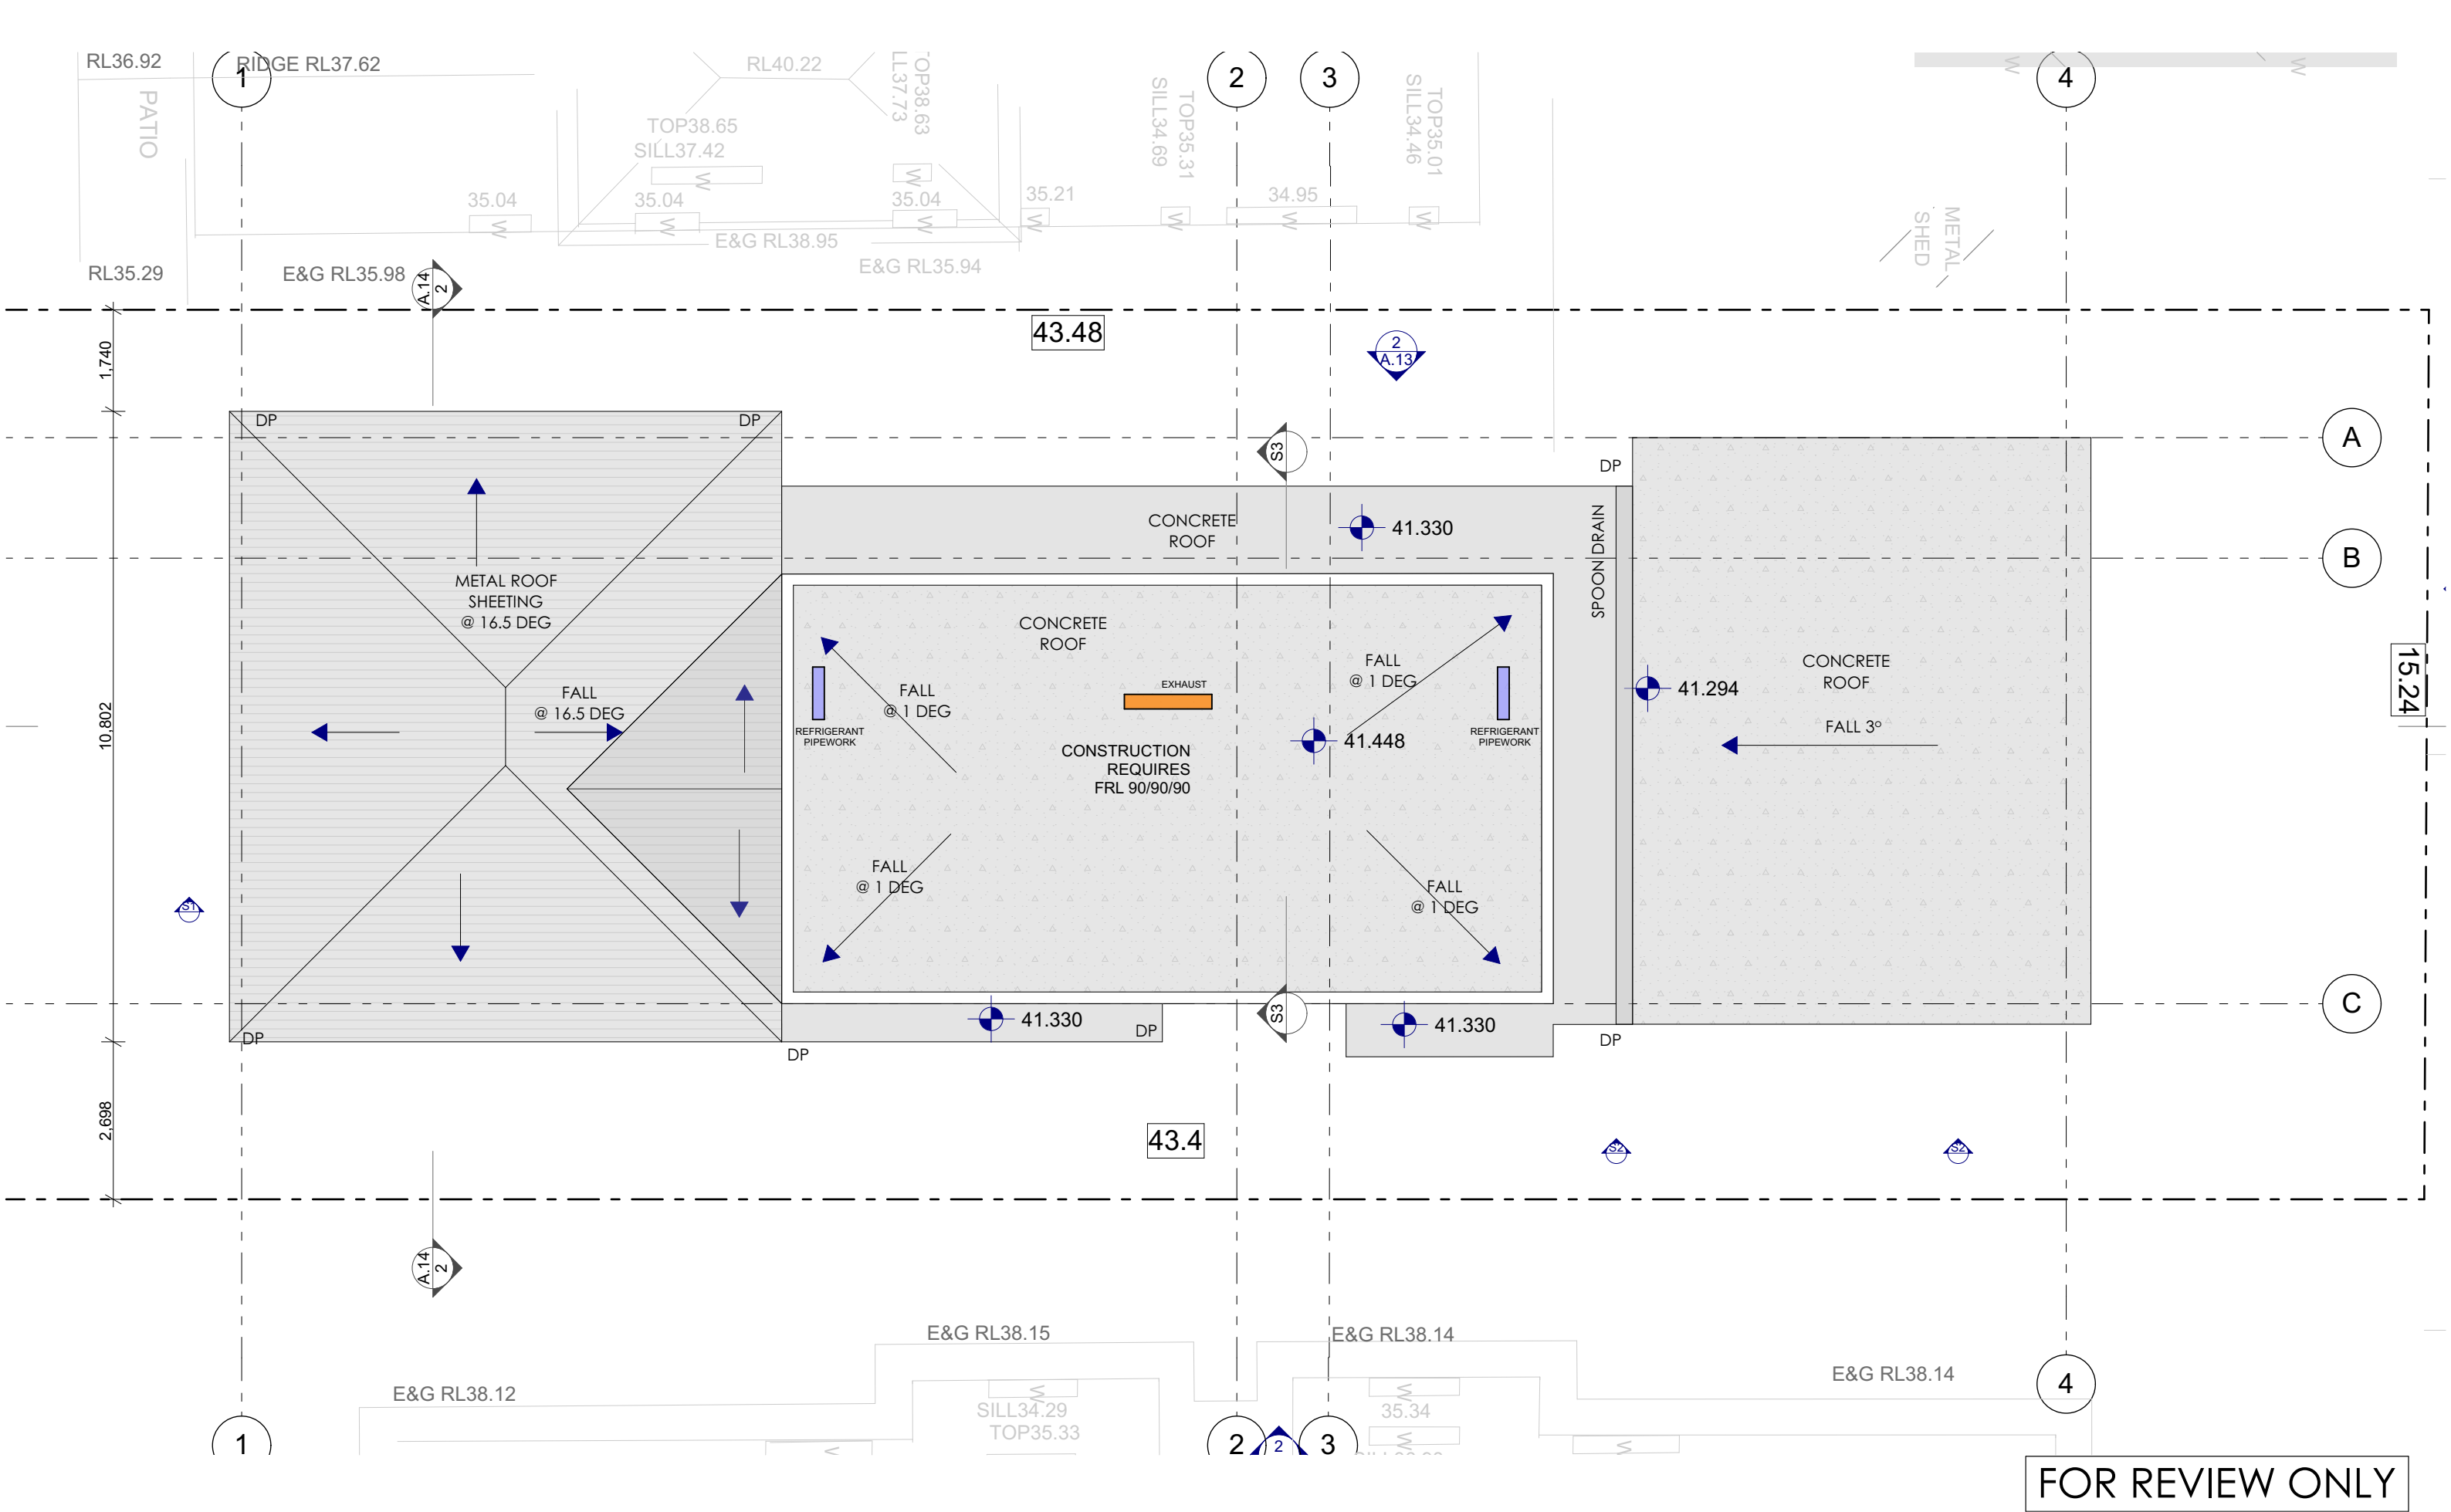 RL36.92
RIDGE RL37.62
1
RL40.22
TOP38.63
LL37.73
2
3
4
W
W
PATIO
TOP38.65
SILL37.42
TOP35.31
SILL34.69
TOP35.01
SILL34.46
W
W
35.04
35.04
35.04
35.21
34.95
W
W
W
W
W
W
W
METAL
SHED
E&G RL38.95
E&G RL35.94
RL35.29
E&G RL35.98
A.14
2
43.48
2
A.13
1,740
DP
DP
A
S3
DP
CONCRETE
ROOF
41.330
SPOON DRAIN
B
METAL ROOF
SHEETING
@ 16.5 DEG
CONCRETE
ROOF
FALL
@ 1 DEG
CONCRETE
ROOF
15.24
FALL
@ 16.5 DEG
FALL
@ 1 DEG
EXHAUST
41.294
10,802
REFRIGERANT
PIPEWORK
CONSTRUCTION
REQUIRES
FRL 90/90/90
41.448
REFRIGERANT
PIPEWORK
FALL 3°
FALL
@ 1 DEG
FALL
@ 1 DEG
S1
C
S3
41.330
DP
41.330
DP
DP
DP
2,698
43.4
S2
S2
A.14
2
E&G RL38.15
E&G RL38.14
E&G RL38.14
E&G RL38.12
4
W
SILL34.29
TOP35.33
W
35.34
W
1
W
2
2
3
W
FOR REVIEW ONLY